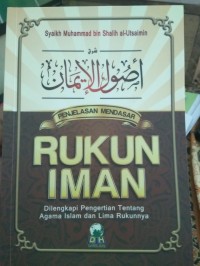 Syaikh Muhammad bin Shalih al-Utsaimin
شرح
أصول الإيمان
PENJELASAN MENDASAR
RUKUN
IMAN
Dilengkapi Pengertian Tentang
Agama Islam dan Lima Rukunnya